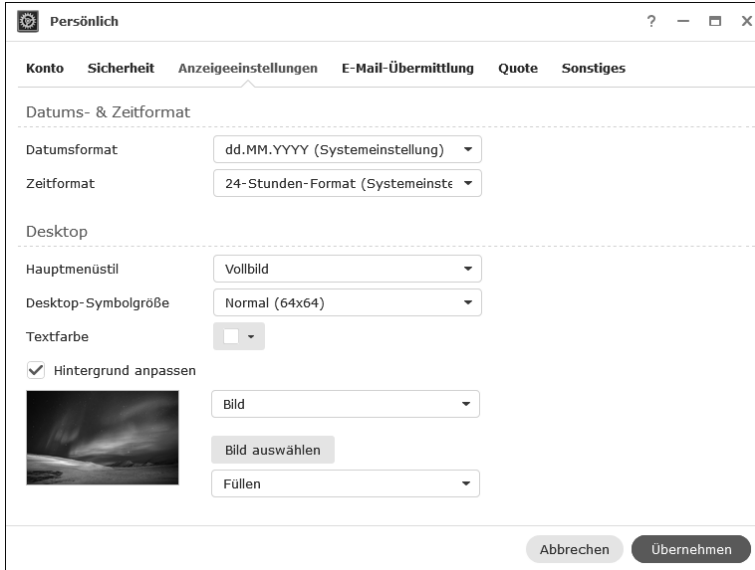 Persönlich ?
Konto Sicherheit Anzeigeeinstellungen E-Mail-Übermittlung Quote Sonstiges
Datums- & Zeitformat
Datumsformat dd.MM.YYYY (Systemeinstellung)
Zeitformat 24-Stunden-Format (Systemeinste
Desktop
Hauptmenüstil Vollbild
Desktop-Symbolgröße Normal (64x64)
Textfarbe
Hintergrund anpassen
Bild
Bild auswählen
Füllen
Abbrechen Übernehmen